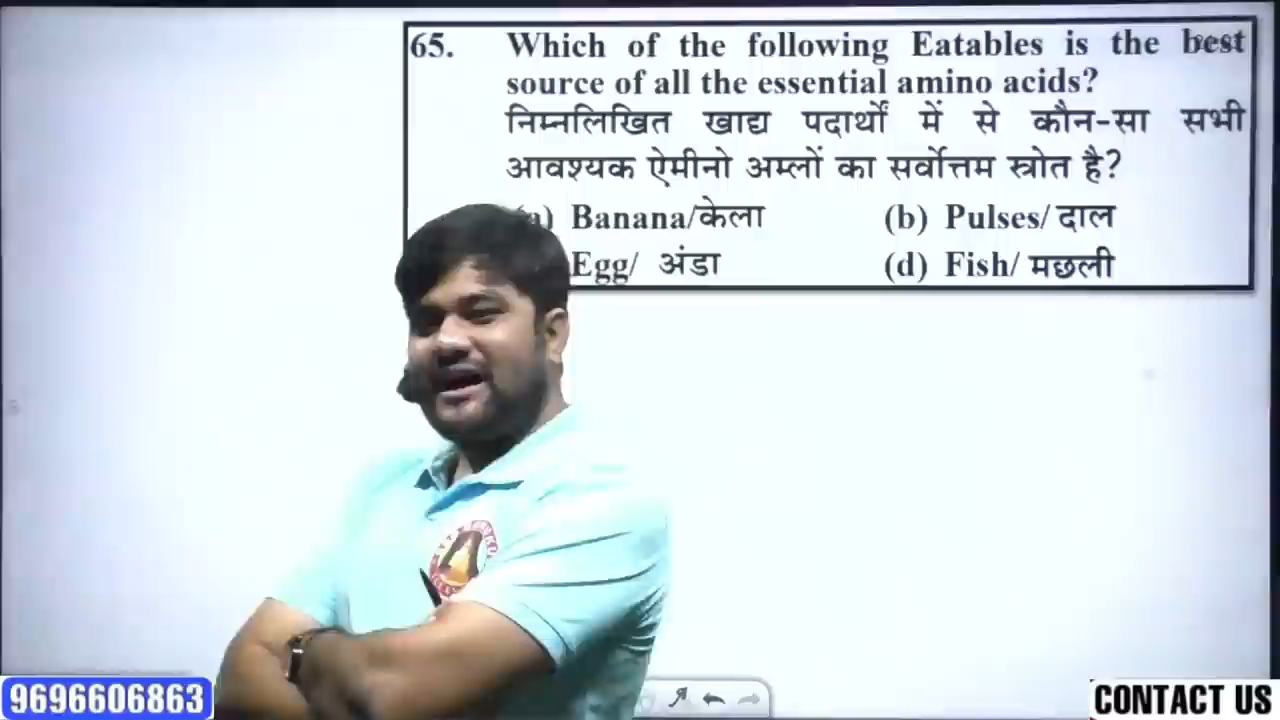 65. Which of the following Eatables is the best
source of all the essential amino acids?
निम्नलिखित खाद्य पदार्थों में से कौन-सा सभी
आवश्यक ऐमीनो अम्लों का सर्वोत्तम स्त्रोत है?
(a) Banana/केला (b) Pulses/ दाल
Egg/ अंडा (d) Fish/ मछली
9696606863
CONTACT US